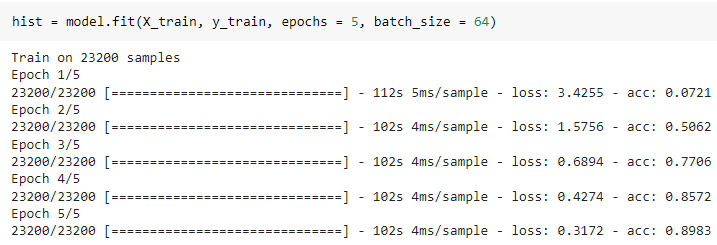 hist = model.fit(X_train, y_train, epochs = 5, batch_size = 64)
Train on 23200 samples
Epoch 1/5
23200/23200 [==============================] - 112s 5ms/sample - loss: 3.4255 - acc: 0.0721
Epoch 2/5
23200/23200 [==============================] - 102s 4ms/sample - loss: 1.5756 - acc: 0.5062
Epoch 3/5
23200/23200 [==============================] - 102s 4ms/sample - loss: 0.6894 - acc: 0.7706
Epoch 4/5
23200/23200 [==============================] - 102s 4ms/sample - loss: 0.4274 - acc: 0.8572
Epoch 5/5
23200/23200 [==============================] - 102s 4ms/sample - loss: 0.3172 - acc: 0.8983